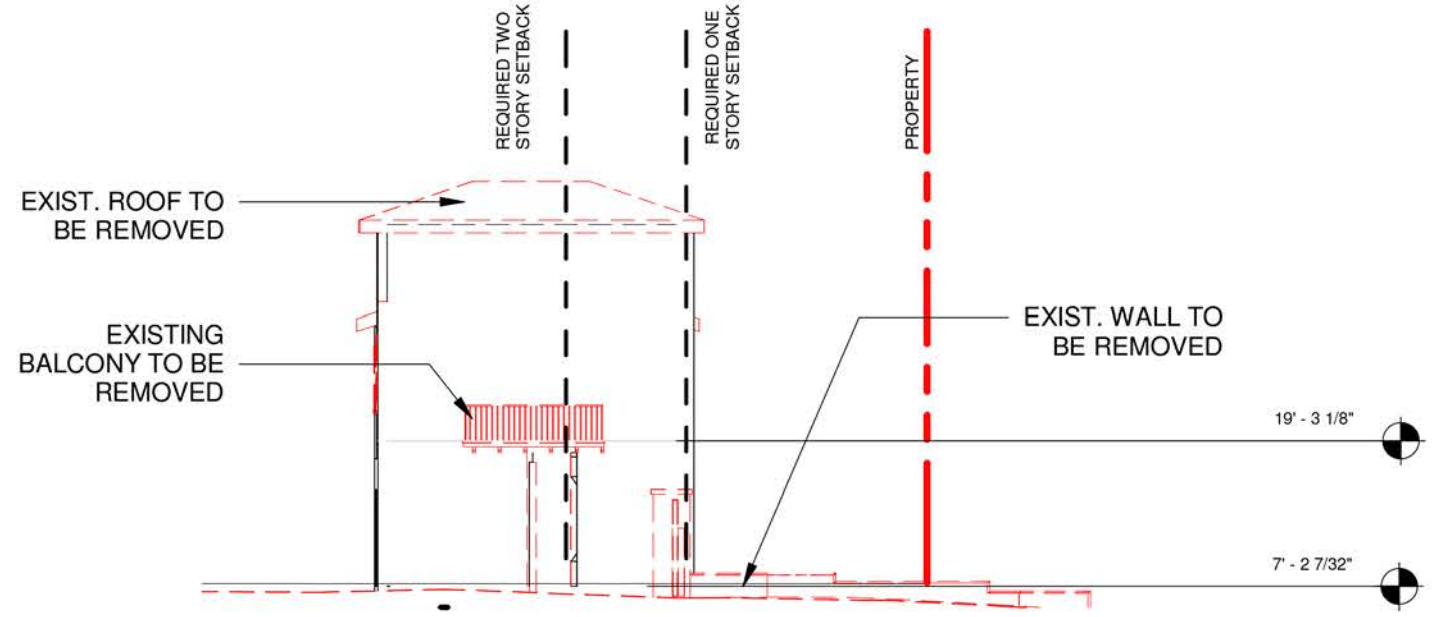 REQUIRED TWO
STORY SETBACK
REQUIRED ONE
STORY SETBACK
PROPERTY
EXIST. ROOF TO
BE REMOVED
EXISTING
BALCONY TO BE
REMOVED
EXIST. WALL TO
BE REMOVED
19' - 3 1/8"
7' - 2 7/32"